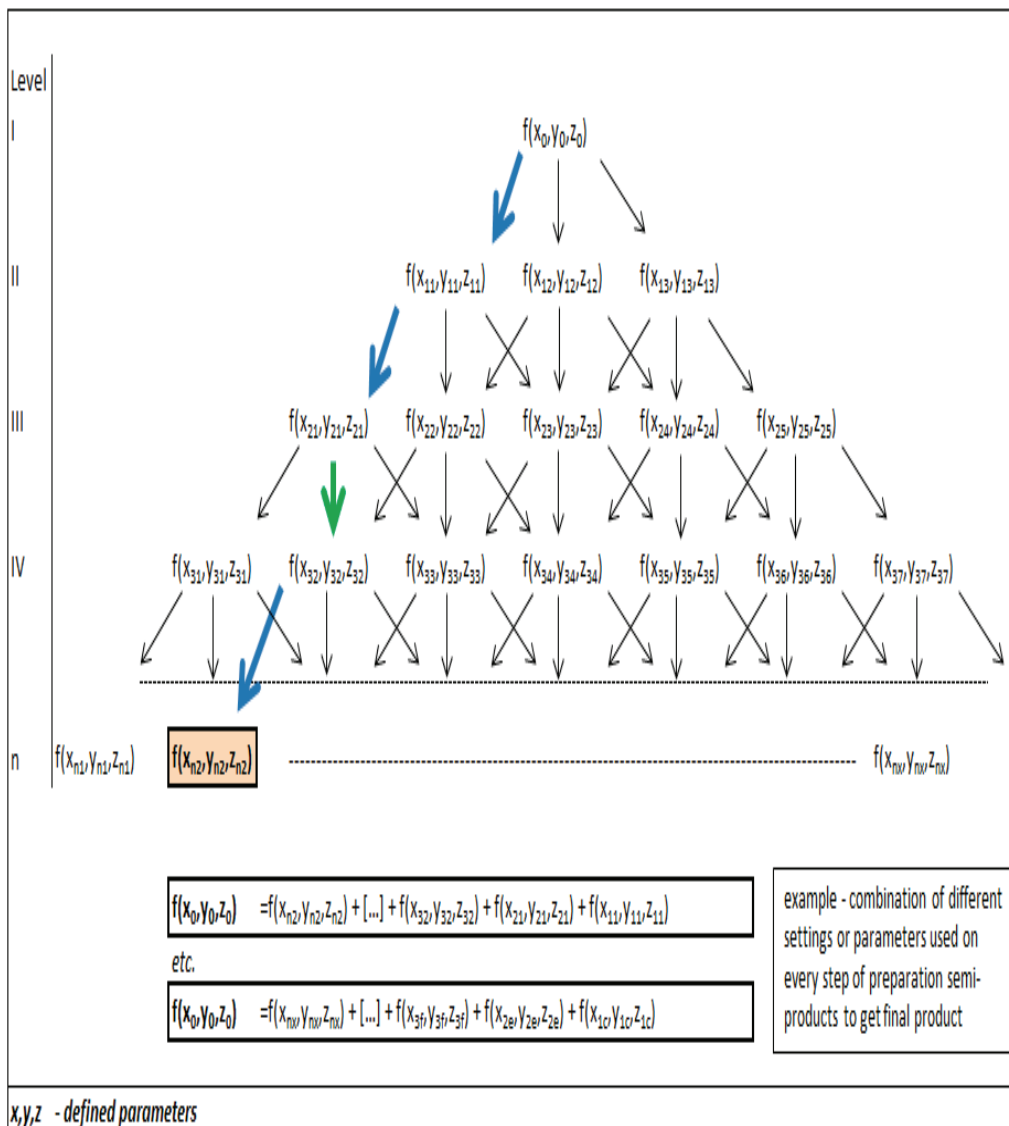 Level
I f(x₀,y₀,z₀)
II f(x₁₁,y₁₁,z₁₁) f(x₁₂,y₁₂,z₁₂) f(x₁₃,y₁₃,z₁₃)
III f(x₂₁,y₂₁,z₂₁) f(x₂₂,y₂₂,z₂₂) f(x₂₃,y₂₃,z₂₃) f(x₂₄,y₂₄,z₂₄) f(x₂₅,y₂₅,z₂₅)
IV f(x₃₁,y₃₁,z₃₁) f(x₃₂,y₃₂,z₃₂) f(x₃₃,y₃₃,z₃₃) f(x₃₄,y₃₄,z₃₄) f(x₃₅,y₃₅,z₃₅) f(x₃₆,y₃₆,z₃₆) f(x₃₇,y₃₇,z₃₇)
n f(xₙ₁,yₙ₁,zₙ₁) f(xₙ₂,yₙ₂,zₙ₂) f(xₙₓ,yₙₓ,zₙₓ)
f(x₀,y₀,z₀) =f(xₙ₂,yₙ₂,zₙ₂) + [...] + f(x₃₂,y₃₂,z₃₂) + f(x₂₁,y₂₁,z₂₁) + f(x₁₁,y₁₁,z₁₁)
etc.
f(x₀,y₀,z₀) =f(xₙₓ,yₙₓ,zₙₓ) + [...] + f(x3f,y3f,z3f) + f(x₂ₑ,y₂ₑ,z₂ₑ) + f(x1c,y1c,z1c)
example - combination of different
settings or parameters used on
every step of preparation semi-
products to get final product
x,y,z - defined parameters